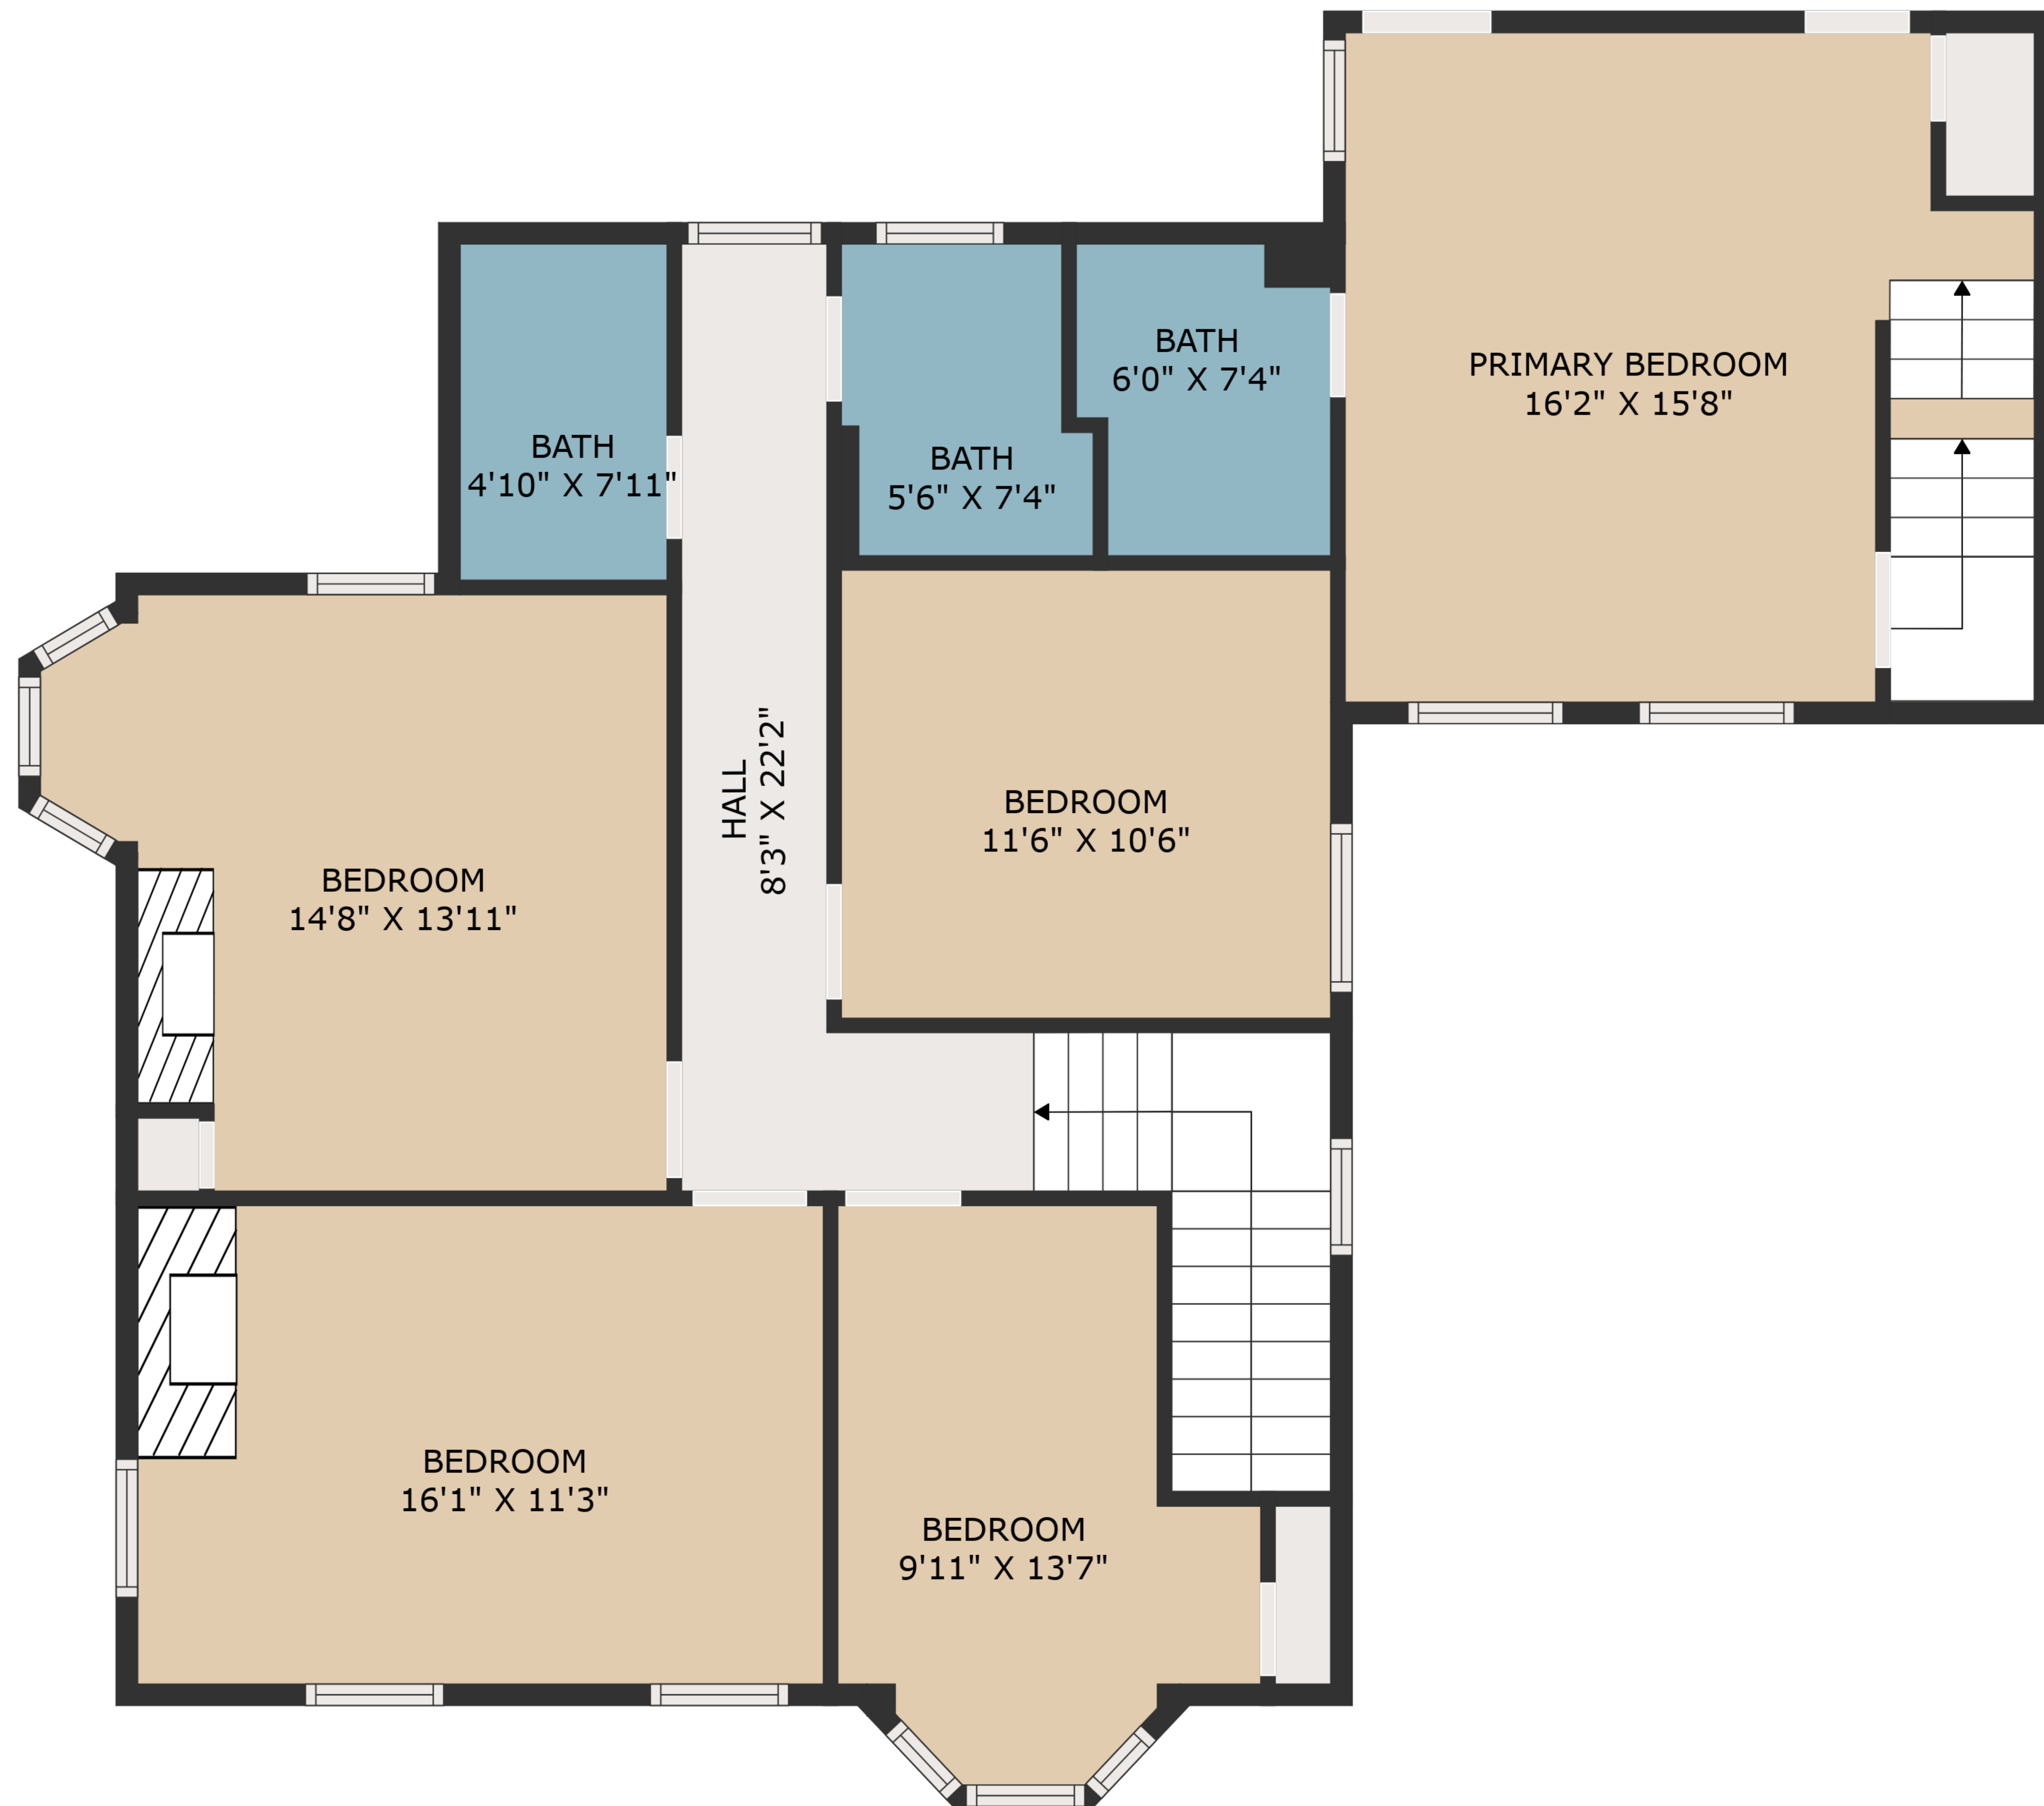 BATH
6'0" X 7'4"
PRIMARY BEDROOM
16'2" X 15'8"
BATH
4'10" X 7'11"
BATH
5'6" X 7'4"
HALL
8'3" X 22'2"
BEDROOM
11'6" X 10'6"
BEDROOM
14'8" X 13'11"
BEDROOM
16'1" X 11'3"
BEDROOM
9'11" X 13'7"